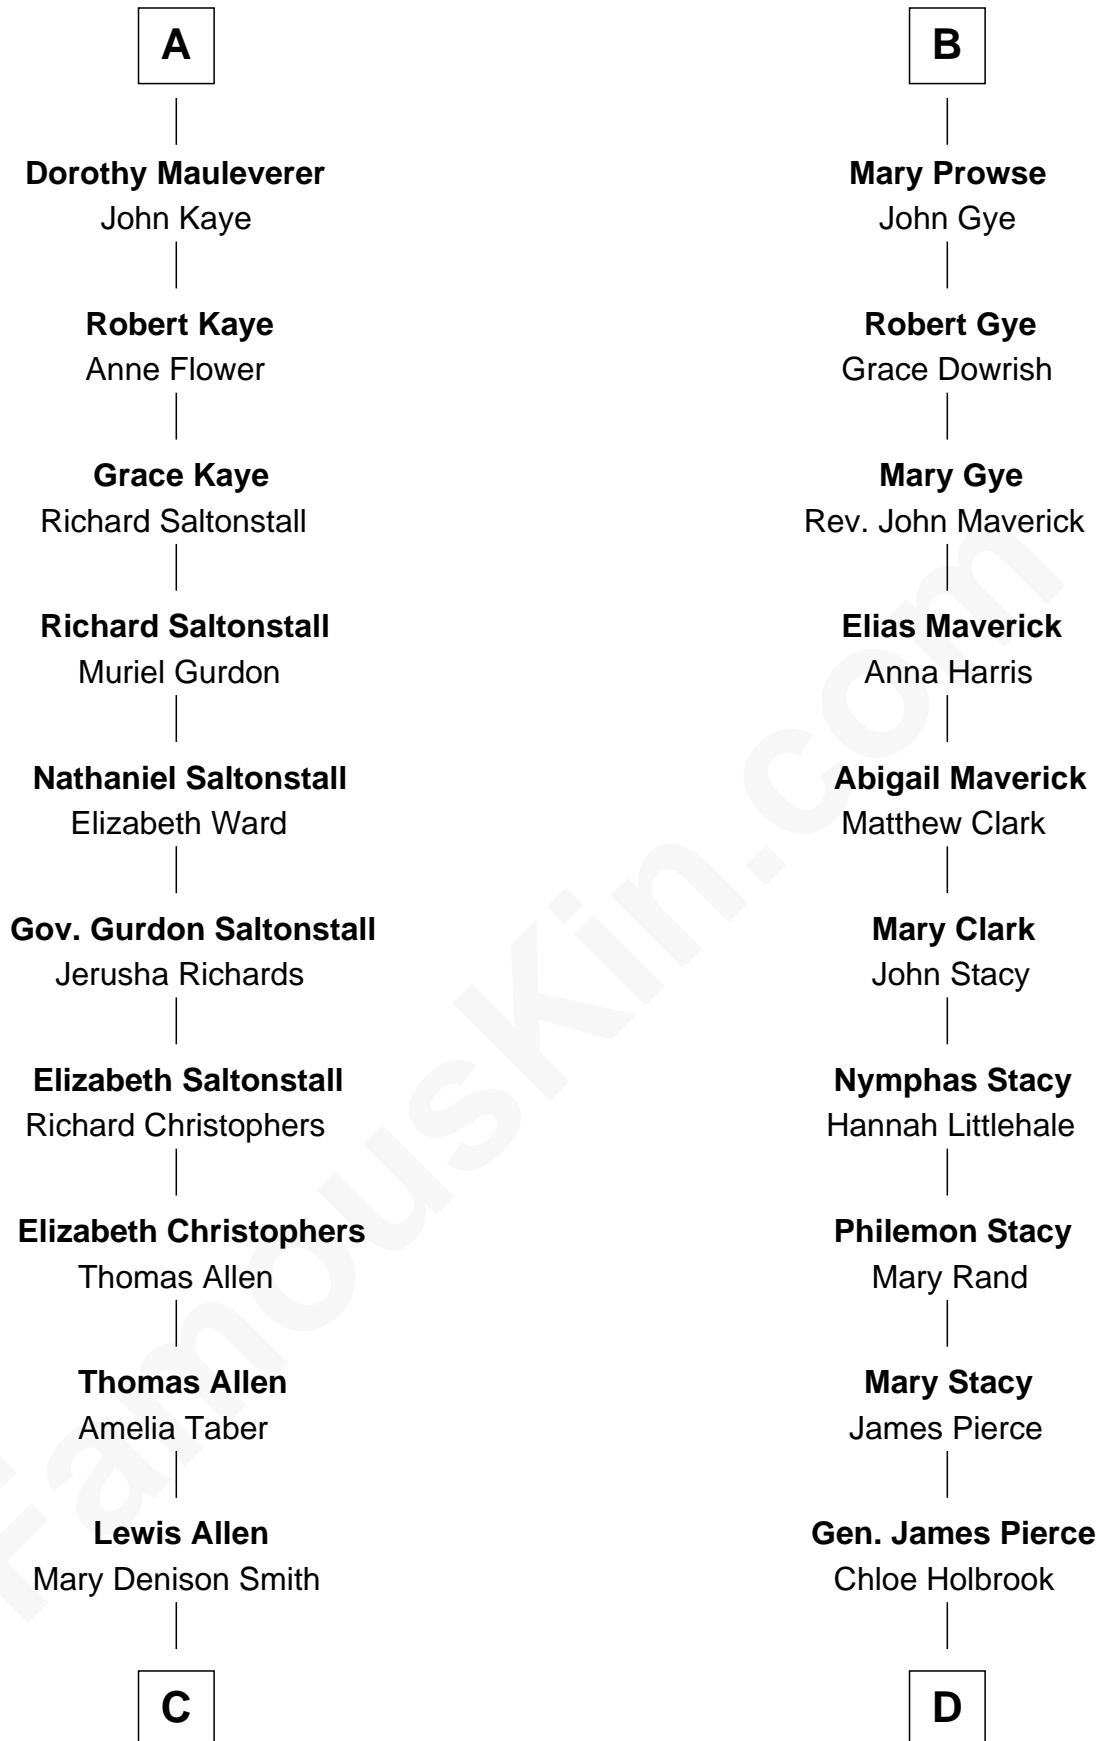 A
Dorothy Mauleverer
John Kaye
Robert Kaye
Anne Flower
Grace Kaye
Richard Saltonstall
Richard Saltonstall
Muriel Gurdon
Nathaniel Saltonstall
Elizabeth Ward
Gov. Gurdon Saltonstall
Jerusha Richards
Elizabeth Saltonstall
Richard Christophers
Elizabeth Christophers
Thomas Allen
Thomas Allen
Amelia Taber
Lewis Allen
Mary Denison Smith
C
B
Mary Prowse
John Gye
Robert Gye
Grace Dowrish
Mary Gye
Rev. John Maverick
Elias Maverick
Anna Harris
Abigail Maverick
Matthew Clark
Mary Clark
John Stacy
Nymphas Stacy
Hannah Littlehale
Philemon Stacy
Mary Rand
Mary Stacy
James Pierce
Gen. James Pierce
Chloe Holbrook
D
FamousKin.com